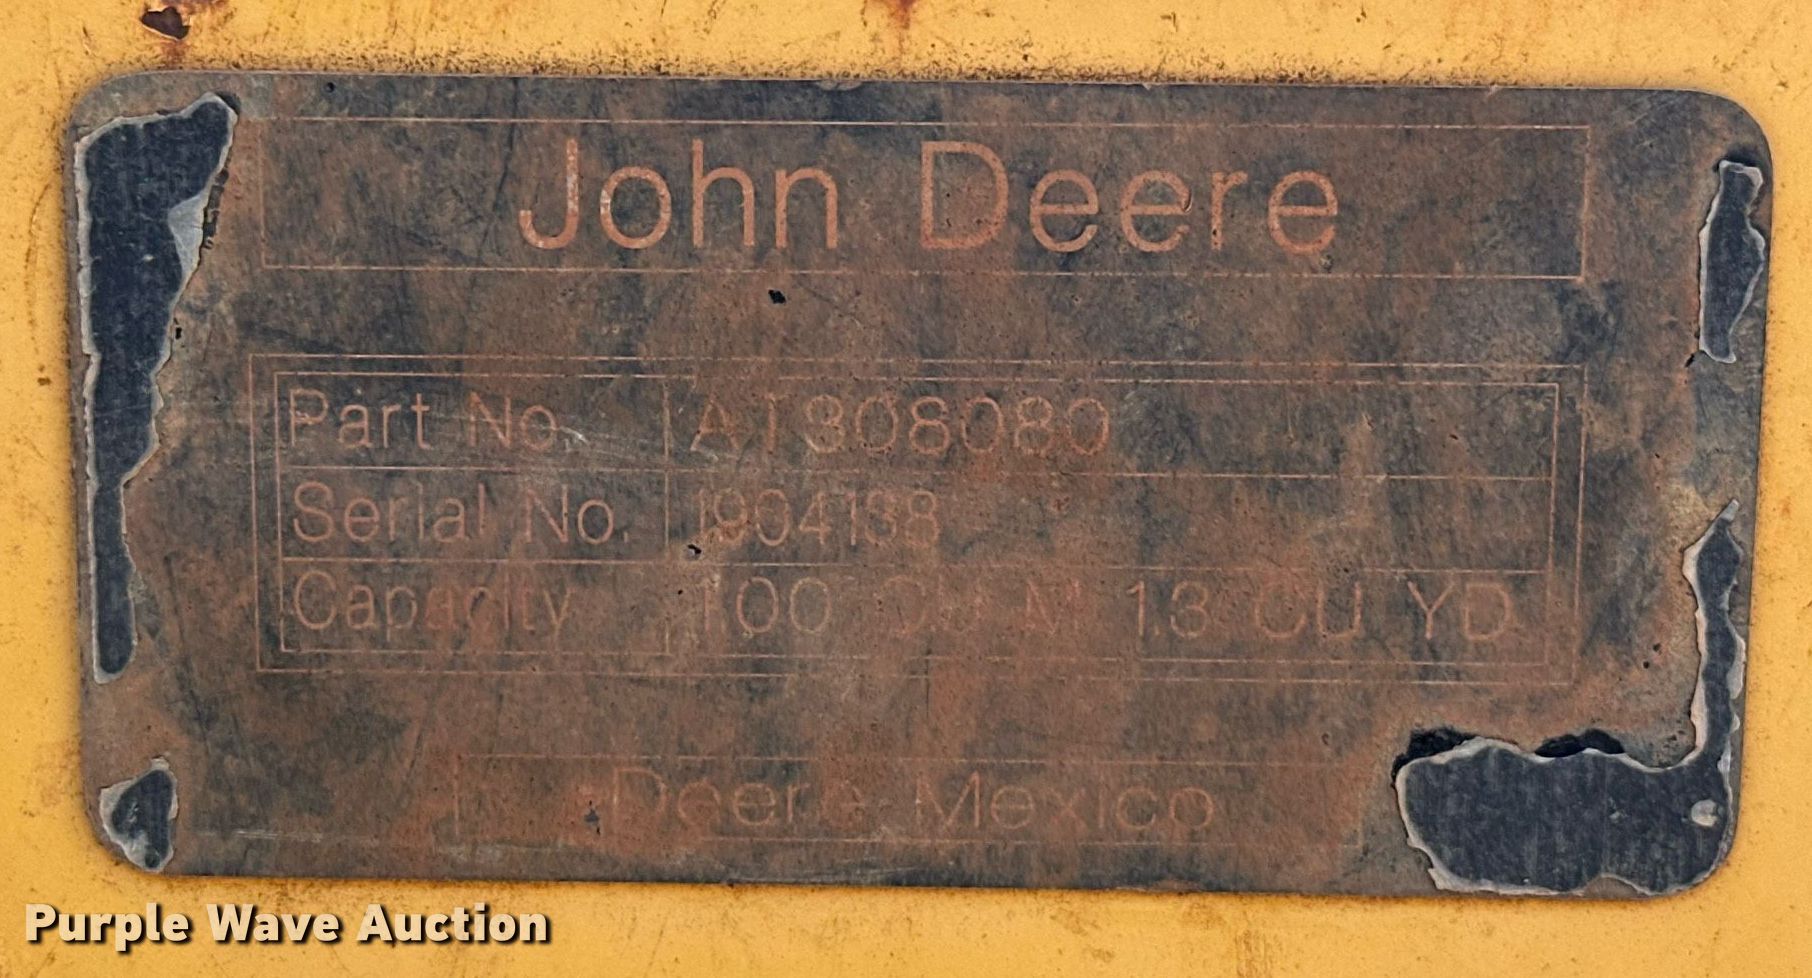 John Deere
Part No. AT308080
Serial No. 1904138
Capacity 1.00 CU M 1.3 CU YD
Deere Mexico
Purple Wave Auction